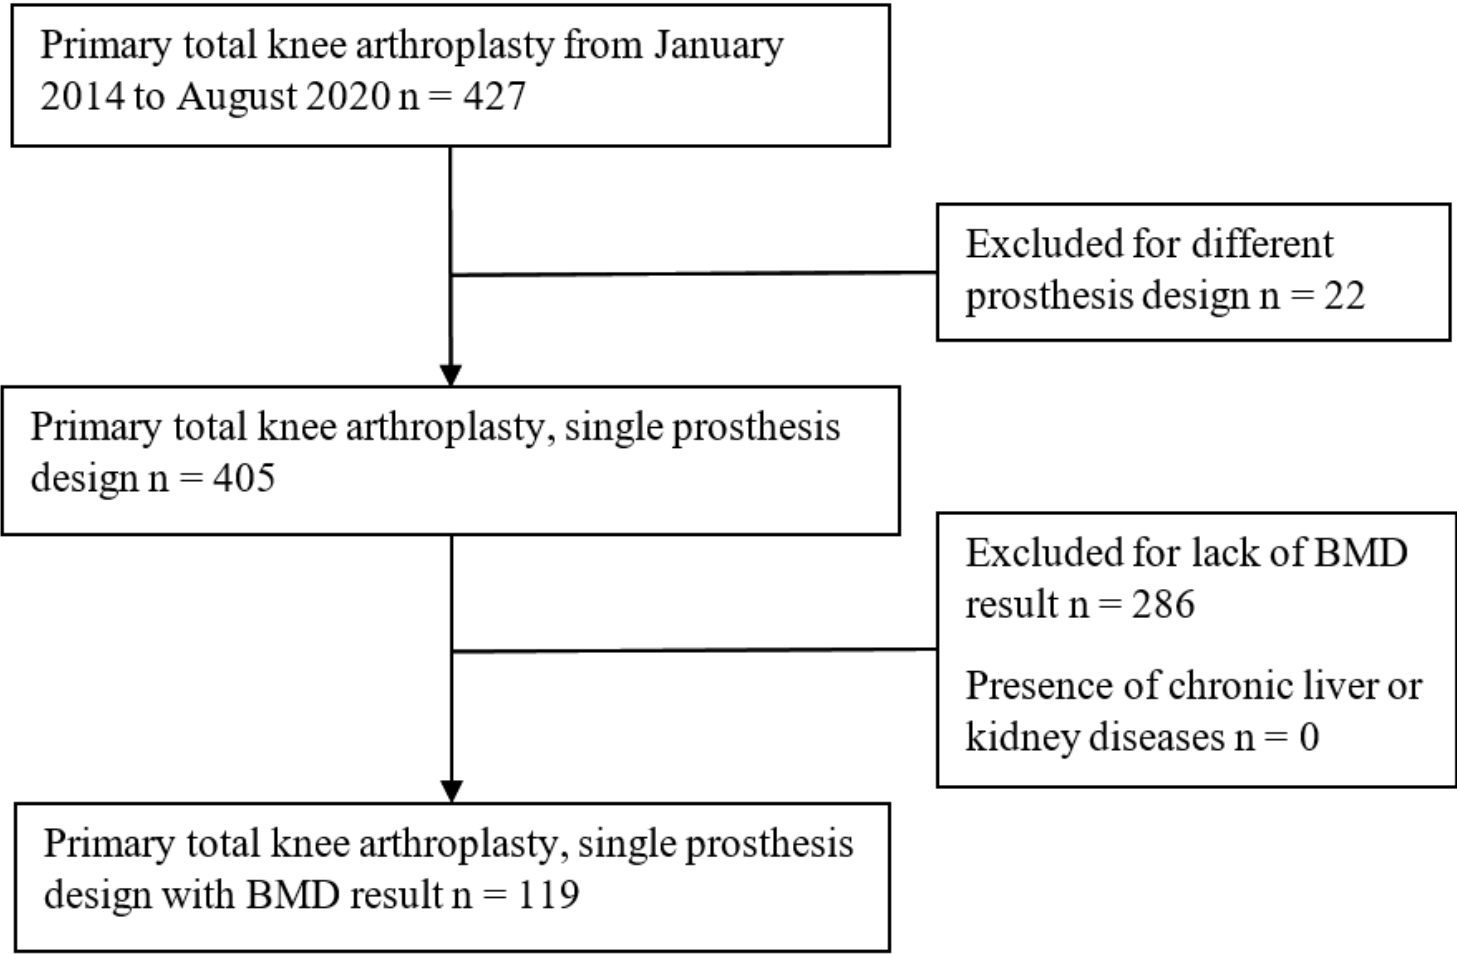 Primary total knee arthroplasty from January
2014 to August 2020 n = 427
Excluded for different
prosthesis design n = 22
Primary total knee arthroplasty, single prosthesis
design n = 405
Excluded for lack of BMD
result n = 286
Presence of chronic liver or
kidney diseases n = 0
Primary total knee arthroplasty, single prosthesis
design with BMD result n = 119